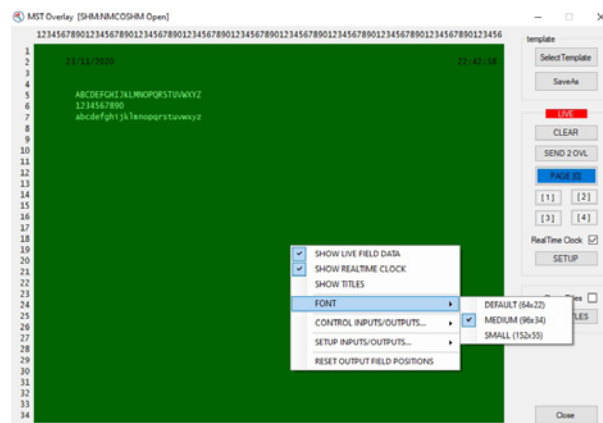 MST Overlay [SHM:NMCOSHM Open]
123456789012345678901234567890123456789012345678901234567890123456789012345678901234567890123456
template
1
2
3
4
5
6
7
8
9
10
11
12
13
14
15
16
17
18
19
20
21
22
23
24
25
26
27
28
29
30
31
32
33
34
23/11/2020
22:42:38
ABCDEFGHIJKLMNOPQRSTUVWXYZ
1234567890
abcdefghijklmnopqrstuvwxyz
SHOW LIVE FIELD DATA
SHOW REALTIME CLOCK
SHOW TITLES
FONT
CONTROL INPUTS/OUTPUTS...
SETUP INPUTS/OUTPUTS...
RESET OUTPUT FIELD POSITIONS
DEFAULT (64x22)
MEDIUM (96x34)
SMALL (152x55)
Select Template
SaveAs
LIVE
CLEAR
SEND 2 OVL
PAGE [0]
[1] [2]
[3] [4]
RealTime Clock
SETUP
Close